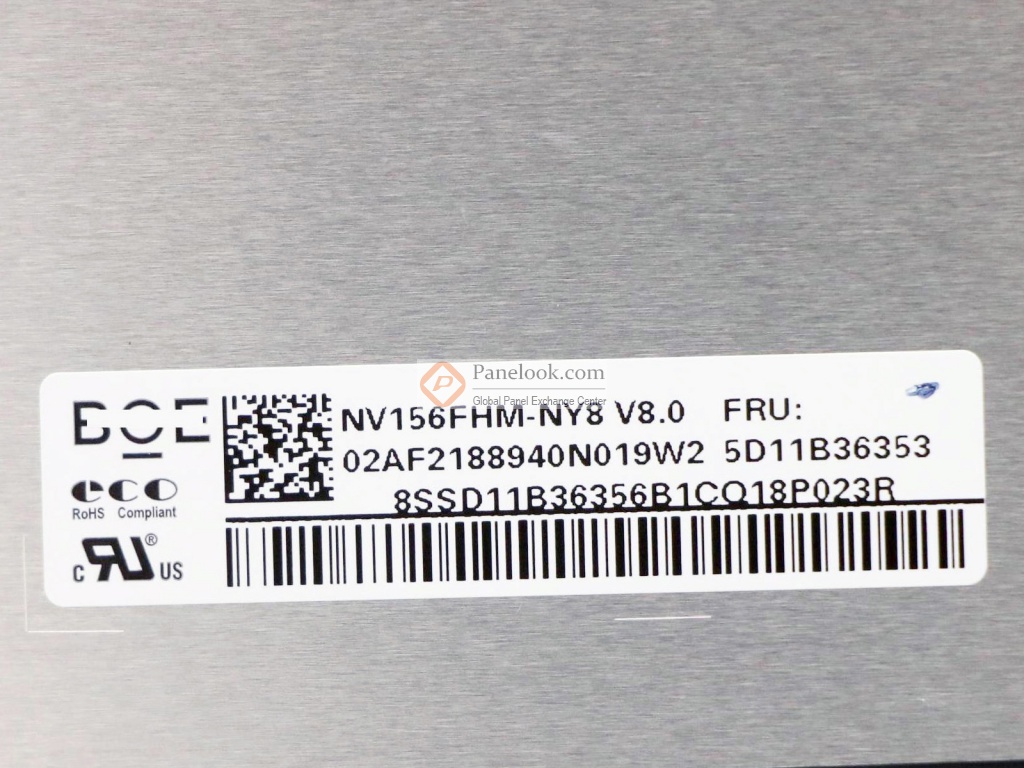 Panelook.com
Global Panel Exchange Center
BOE
NV156FHM-NY8 V8.0 FRU:
02AF2188940N019W2 5D11B36353
8SSD11B36356B1CQ18P023R
eco
RoHS Compliant
C RU ® US